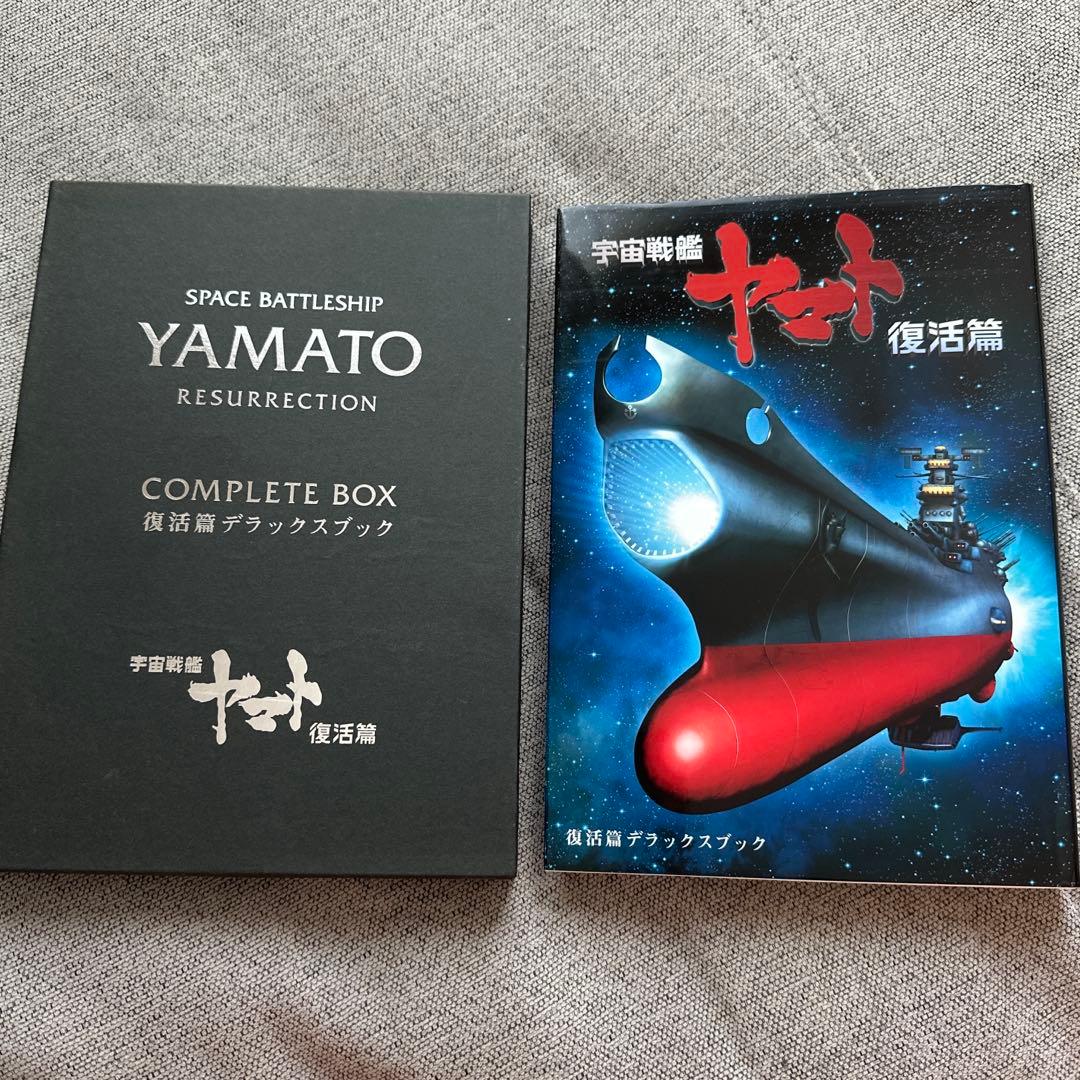 SPACE BATTLESHIP
YAMATO
RESURRECTION
COMPLETE BOX
復活篇デラックスブック
宇宙戦艦
ヤマト
復活篇
宇宙戦艦
ヤマト
復活篇
復活篇デラックスブック